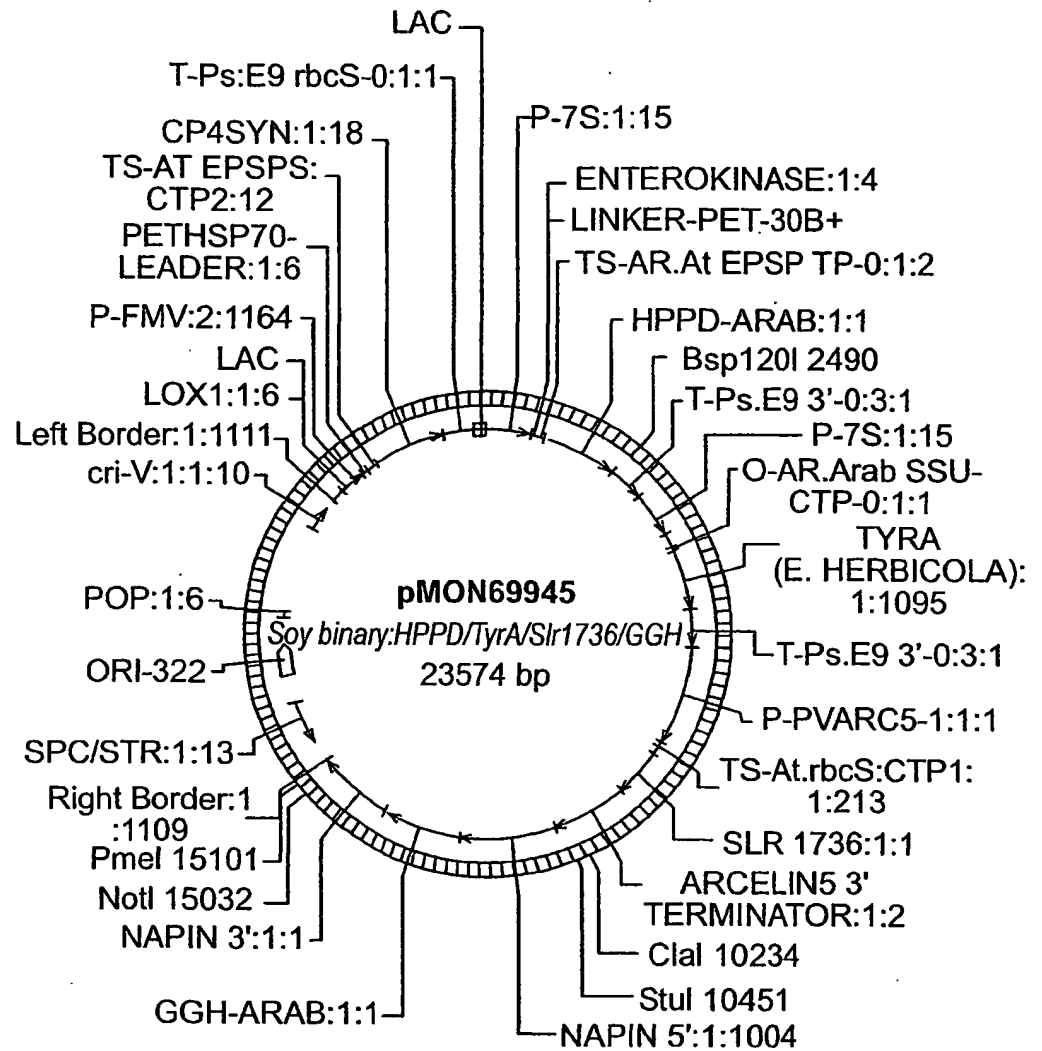 LAC
T-Ps:E9 rbcS-0:1:1
P-7S:1:15
CP4SYN:1:18
TS-AT EPSPS:
CTP2:12
ENTEROKINASE:1:4
LINKER-PET-30B+
PETHSP70-
LEADER:1:6
TS-AR.At EPSP TP-0:1:2
P-FMV:2:1164
HPPD-ARAB:1:1
LAC
Bsp120I 2490
LOX1:1:6
T-Ps.E9 3'-0:3:1
Left Border:1:1111
P-7S:1:15
cri-V:1:1:10
O-AR.Arab SSU-
CTP-0:1:1
TYRA
(E. HERBICOLA):
1:1095
pMON69945
Soy binary:HPPD/TyrA/Slr1736/GGH
23574 bp
POP:1:6
ORI-322
T-Ps.E9 3'-0:3:1
P-PVARC5-1:1:1
SPC/STR:1:13
TS-At.rbcS:CTP1:
1:213
Right Border:1
:1109
SLR 1736:1:1
PmeI 15101
ARCELIN5 3'
TERMINATOR:1:2
NotI 15032
NAPIN 3':1:1
ClaI 10234
StuI 10451
GGH-ARAB:1:1
NAPIN 5':1:1004